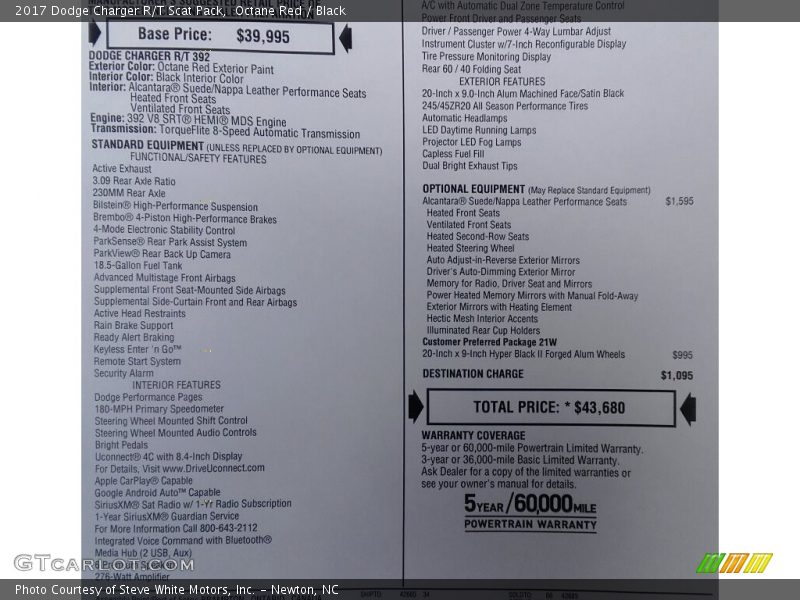 2017 Dodge Charger R/T Scat Pack, Octane Red / Black
MANUFACTURER'S SUGGESTED RETAIL PRICE OF
Base Price: $39,995
DODGE CHARGER R/T 392
Exterior Color: Octane Red Exterior Paint
Interior Color: Black Interior Color
Interior: Alcantara® Suede/Nappa Leather Performance Seats
Heated Front Seats
Ventilated Front Seats
Engine: 392 V8 SRT® HEMI® MDS Engine
Transmission: TorqueFlite 8-Speed Automatic Transmission
STANDARD EQUIPMENT (UNLESS REPLACED BY OPTIONAL EQUIPMENT)
FUNCTIONAL/SAFETY FEATURES
Active Exhaust
3.09 Rear Axle Ratio
230MM Rear Axle
Bilstein® High-Performance Suspension
Brembo® 4-Piston High-Performance Brakes
4-Mode Electronic Stability Control
ParkSense® Rear Park Assist System
ParkView® Rear Back Up Camera
18.5-Gallon Fuel Tank
Advanced Multistage Front Airbags
Supplemental Front Seat-Mounted Side Airbags
Supplemental Side-Curtain Front and Rear Airbags
Active Head Restraints
Rain Brake Support
Ready Alert Braking
Keyless Enter 'n Go™
Remote Start System
Security Alarm
INTERIOR FEATURES
Dodge Performance Pages
180-MPH Primary Speedometer
Steering Wheel Mounted Shift Control
Steering Wheel Mounted Audio Controls
Bright Pedals
Uconnect® 4C with 8.4-Inch Display
For Details, Visit www.DriveUconnect.com
Apple CarPlay® Capable
Google Android Auto™ Capable
SiriusXM® Sat Radio w/ 1-Yr Radio Subscription
1-Year SiriusXM® Guardian Service
For More Information Call 800-643-2112
Integrated Voice Command with Bluetooth®
Media Hub (2 USB, Aux)
276-Watt Amplifier
A/C with Automatic Dual Zone Temperature Control
Power Front Driver and Passenger Seats
Driver / Passenger Power 4-Way Lumbar Adjust
Instrument Cluster w/7-Inch Reconfigurable Display
Tire Pressure Monitoring Display
Rear 60 / 40 Folding Seat
EXTERIOR FEATURES
20-Inch x 9.0-Inch Alum Machined Face/Satin Black
245/45ZR20 All Season Performance Tires
Automatic Headlamps
LED Daytime Running Lamps
Projector LED Fog Lamps
Capless Fuel Fill
Dual Bright Exhaust Tips
OPTIONAL EQUIPMENT (May Replace Standard Equipment)
Alcantara® Suede/Nappa Leather Performance Seats $1,595
Heated Front Seats
Ventilated Front Seats
Heated Second-Row Seats
Heated Steering Wheel
Auto Adjust-in-Reverse Exterior Mirrors
Driver's Auto-Dimming Exterior Mirror
Memory for Radio, Driver Seat and Mirrors
Power Heated Memory Mirrors with Manual Fold-Away
Exterior Mirrors with Heating Element
Hectic Mesh Interior Accents
Illuminated Rear Cup Holders
Customer Preferred Package 21W
20-Inch x 9-Inch Hyper Black II Forged Alum Wheels $995
DESTINATION CHARGE $1,095
TOTAL PRICE: * $43,680
WARRANTY COVERAGE
5-year or 60,000-mile Powertrain Limited Warranty.
3-year or 36,000-mile Basic Limited Warranty.
Ask Dealer for a copy of the limited warranties or
see your owner's manual for details.
5YEAR/60,000MILE
POWERTRAIN WARRANTY
GTCARLOT.COM
Photo Courtesy of Steve White Motors, Inc. – Newton, NC